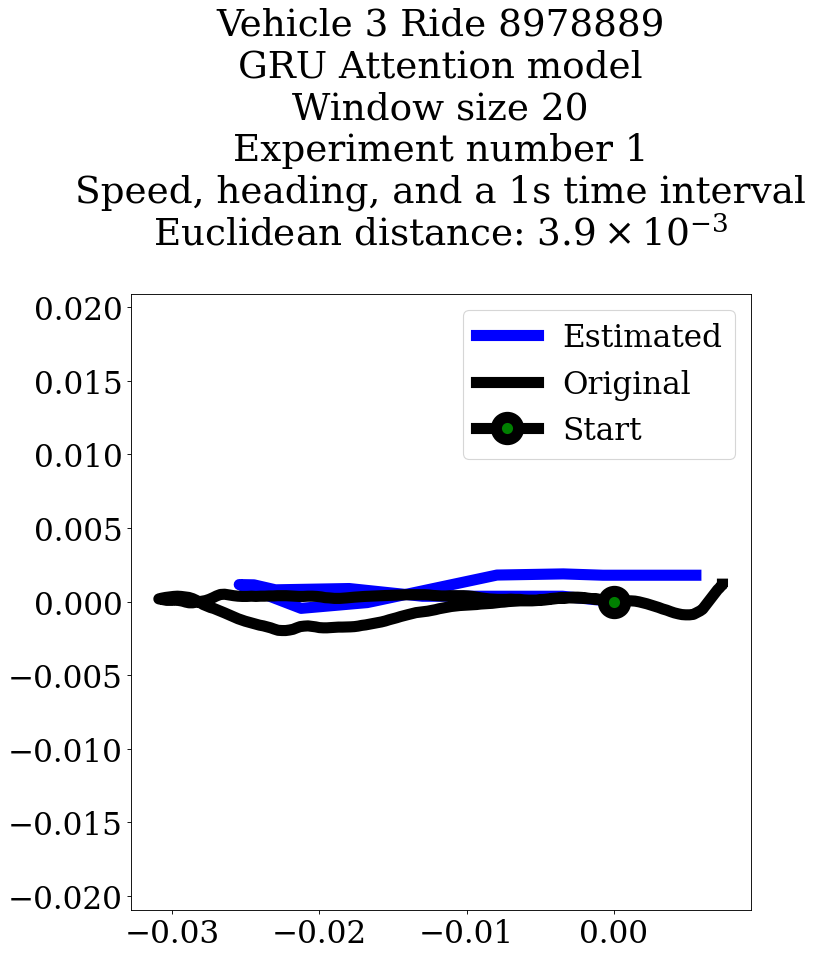 Vehicle 3 Ride 8978889
GRU Attention model
Window size 20
Experiment number 1
Speed, heading, and a 1s time interval
Euclidean distance: 3.9 × 10⁻³
0.020
0.015
0.010
0.005
0.000
−0.005
−0.010
−0.015
−0.020
Estimated
Original
Start
−0.03 −0.02 −0.01 0.00